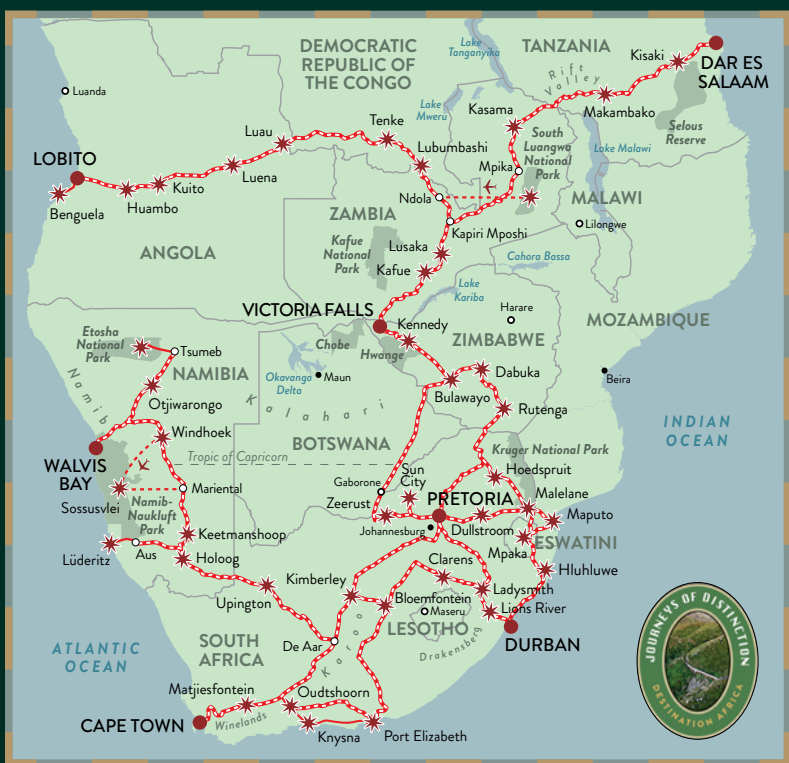 DEMOCRATIC
REPUBLIC OF
THE CONGO
Lake
Tanganyika
TANZANIA
Kisaki
DAR ES
SALAAM
Rift
Valley
Luanda
Lake
Mweru
Kasama
Makambako
Selous
Reserve
Tenke
Luau
Lubumbashi
South
Luangwa
National
Park
Lake Malawi
LOBITO
Luena
Kuito
Huambo
Benguela
Mpika
Ndola
MALAWI
Lilongwe
ZAMBIA
Kapiri Mposhi
ANGOLA
Kafue
National
Park
Lusaka
Kafue
Cahora Bassa
Lake
Kariba
VICTORIA FALLS
Kennedy
Harare
MOZAMBIQUE
ZIMBABWE
Etosha
National
Park
Tsumeb
Chobe
Hwange
NAMIBIA
Okavango
Delta
Maun
Dabuka
Beira
Bulawayo
Namib
Otjiwarongo
Kalahari
Rutenga
INDIAN
OCEAN
Windhoek
BOTSWANA
Tropic of Capricorn
Kruger National Park
WALVIS
BAY
Sossusvlei
Mariental
Gaborone
Sun
City
Hoedspruit
Zeerust
PRETORIA
Malelane
Namib-
Naukluft
Park
Johannesburg
Dullstroom
Maputo
Keetmanshoop
Mpaka
ESWATINI
Lüderitz
Aus
Holoog
Clarens
Hluhluwe
Kimberley
Upington
Bloemfontein
Ladysmith
Maseru
Lions River
LESOTHO
SOUTH
AFRICA
De Aar
Karoo
Drakensberg
DURBAN
ATLANTIC
OCEAN
Matjiesfontein
Oudtshoorn
CAPE TOWN
Winelands
Knysna
Port Elizabeth
JOURNEYS OF DISTINCTION
DESTINATION AFRICA